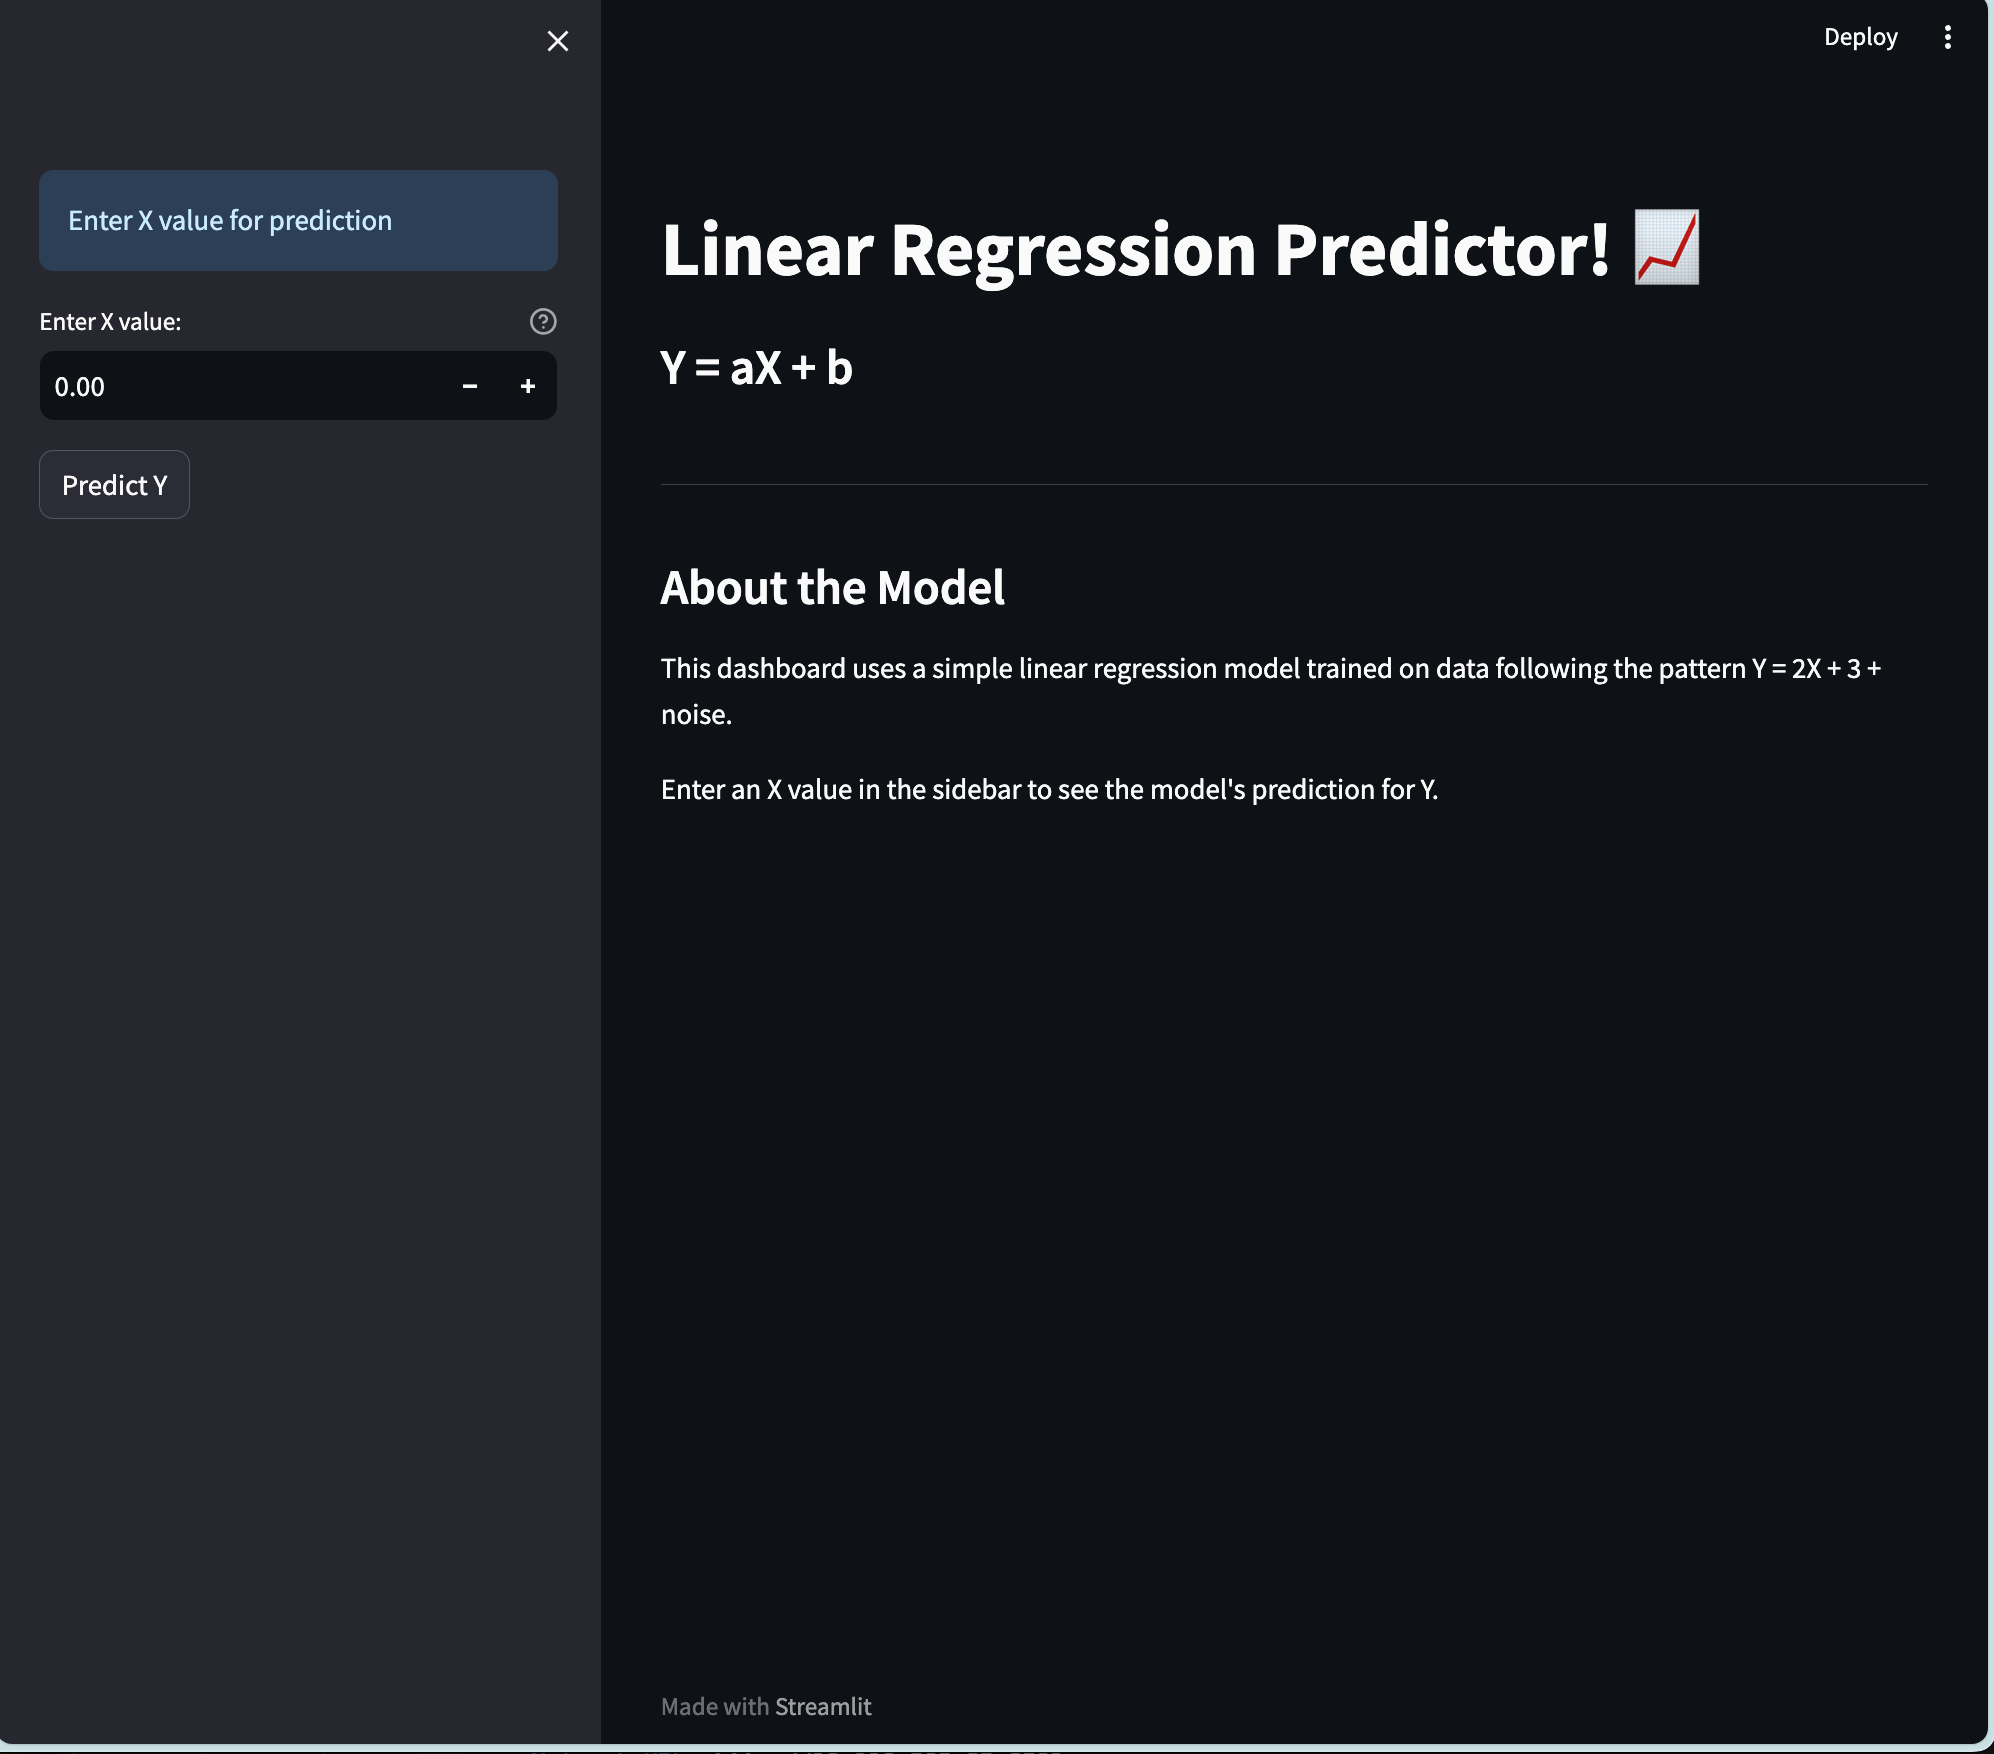 Deploy
Enter X value for prediction
Enter X value:
0.00
Predict Y
Linear Regression Predictor! 📈
Y = aX + b
About the Model
This dashboard uses a simple linear regression model trained on data following the pattern Y = 2X + 3 +
noise.
Enter an X value in the sidebar to see the model's prediction for Y.
Made with Streamlit